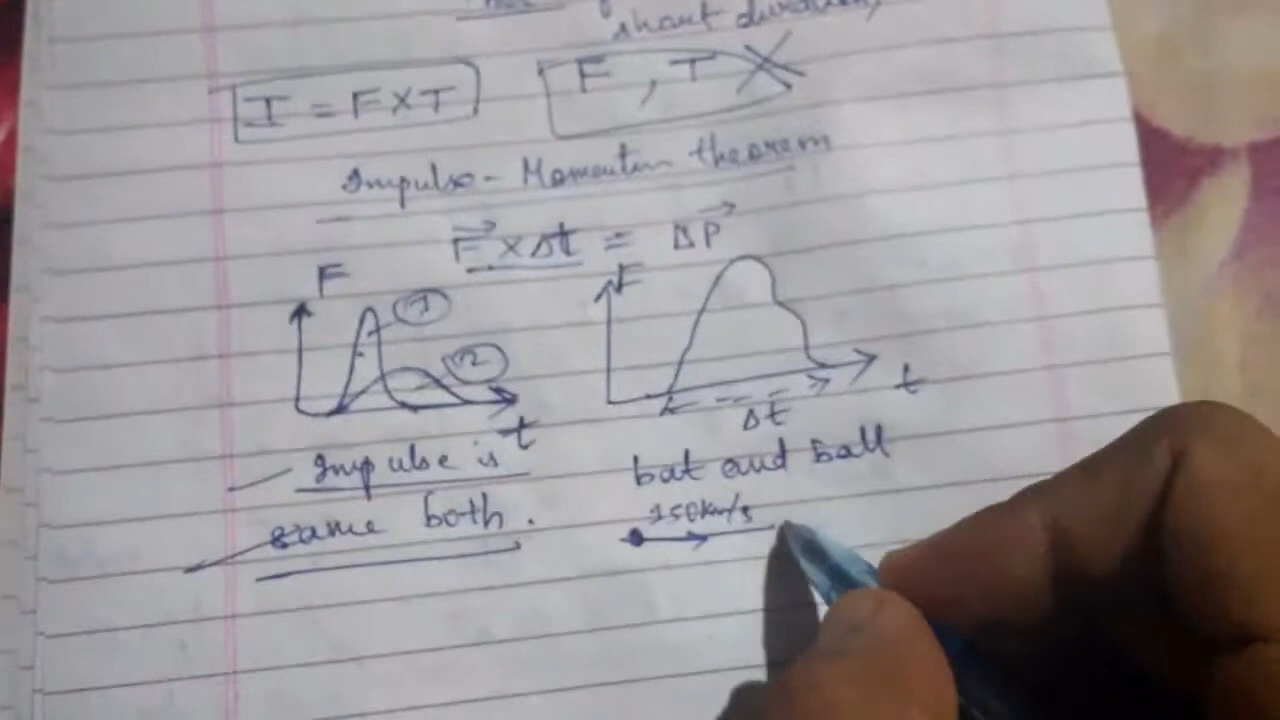 short duration,
I = F X T
F , T X
Impulse - Momentum theorem
F X Δt = ΔP
F
1
2
t
F
Δt
t
Impulse is
same both.
bat and ball
150km/s